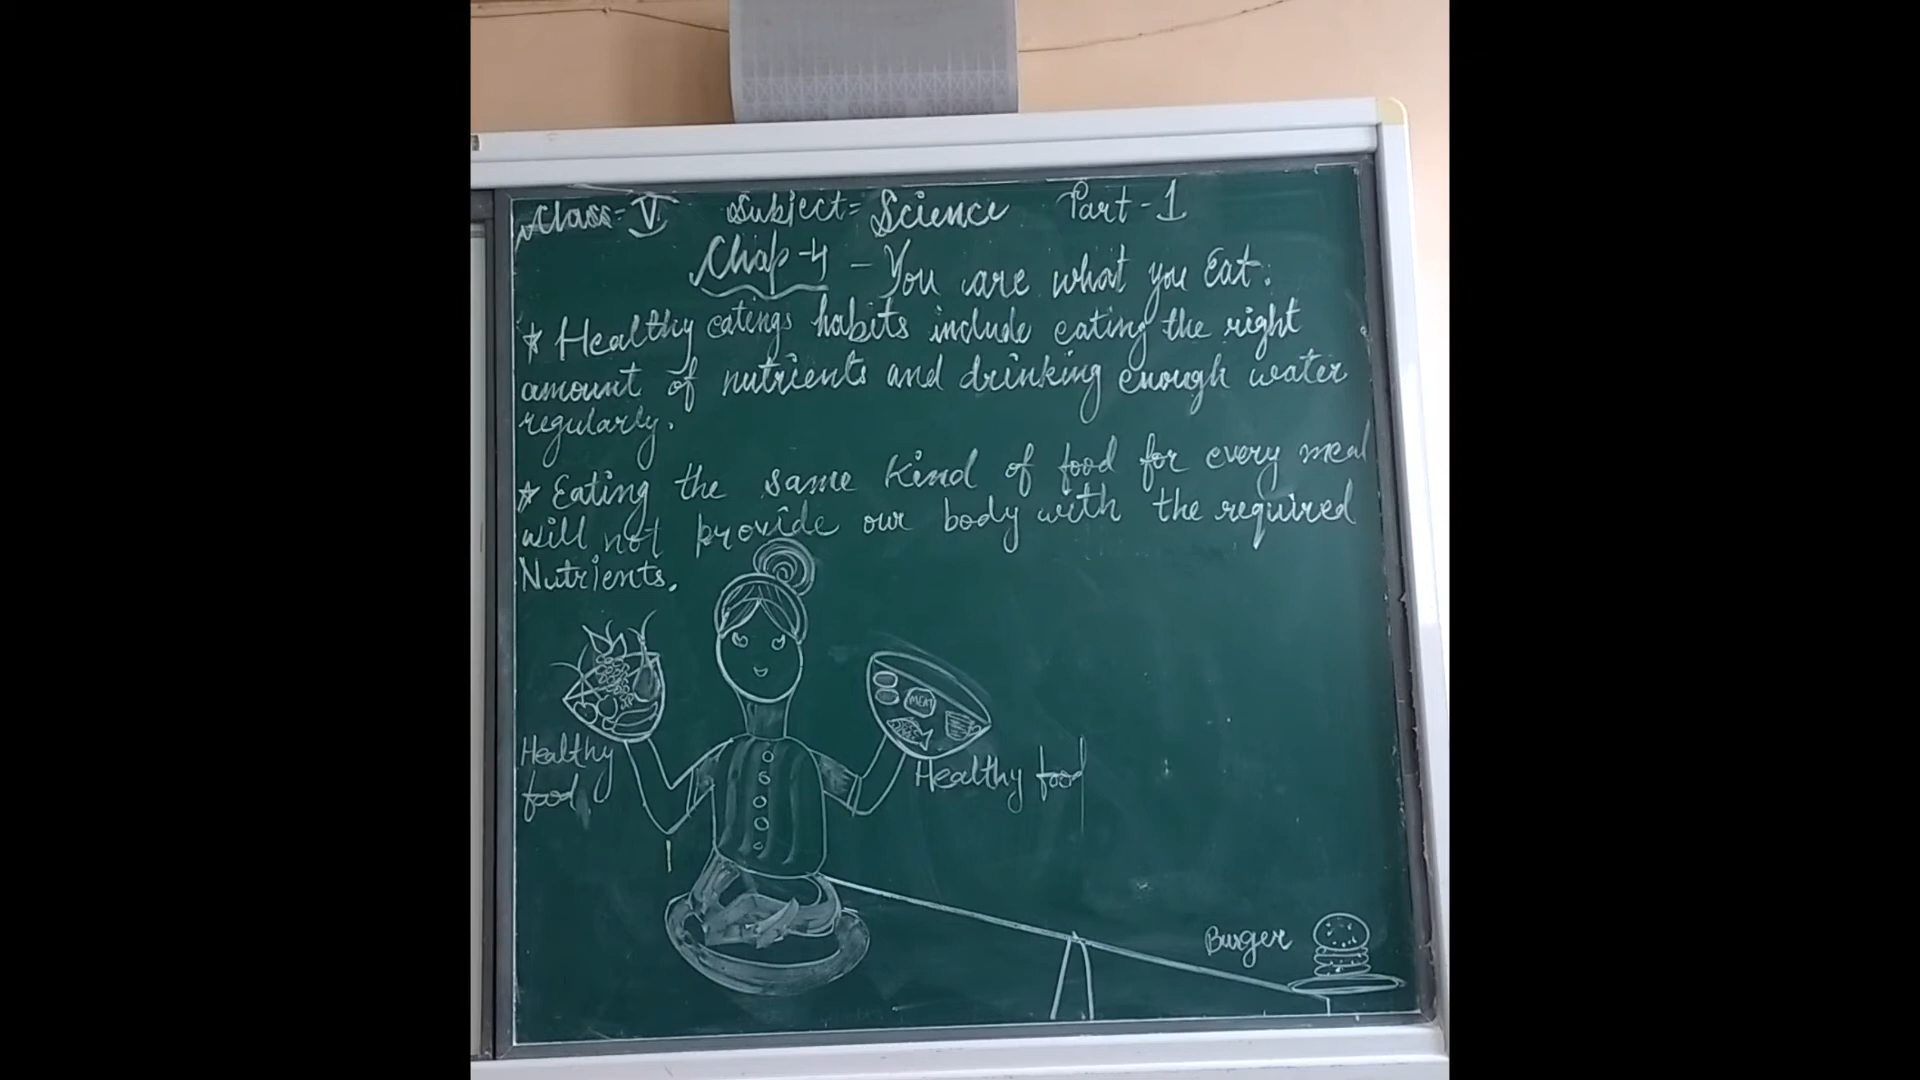 Class = V Subject = Science Part - 1
Chap - 4 - You are what you Eat.
* Healthy eatings habits include eating the right
amount of nutrients and drinking enough water
regularly.
* Eating the same kind of food for every meal
will not provide our body with the required
Nutrients.
MEAT
Healthy
food.
Healthy food
Burger